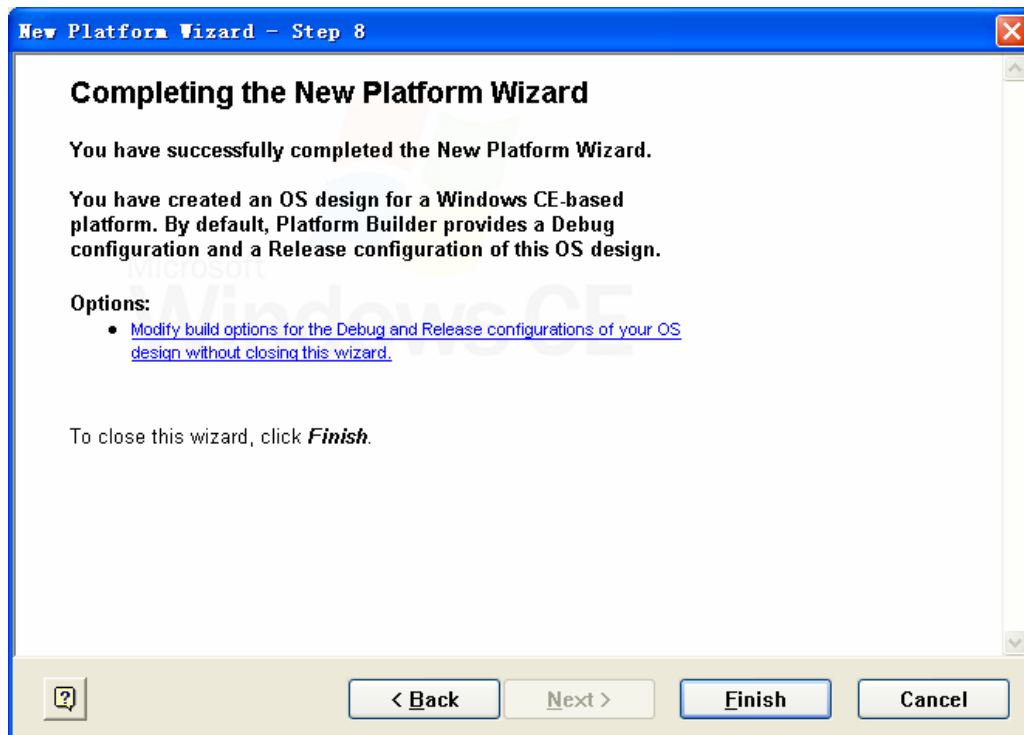 New Platform Wizard - Step 8
Completing the New Platform Wizard
You have successfully completed the New Platform Wizard.
You have created an OS design for a Windows CE-based
platform. By default, Platform Builder provides a Debug
configuration and a Release configuration of this OS design.
Microsoft
Windows CE
Options:
• Modify build options for the Debug and Release configurations of your OS
design without closing this wizard.
To close this wizard, click Finish.
< Back Next > Finish Cancel